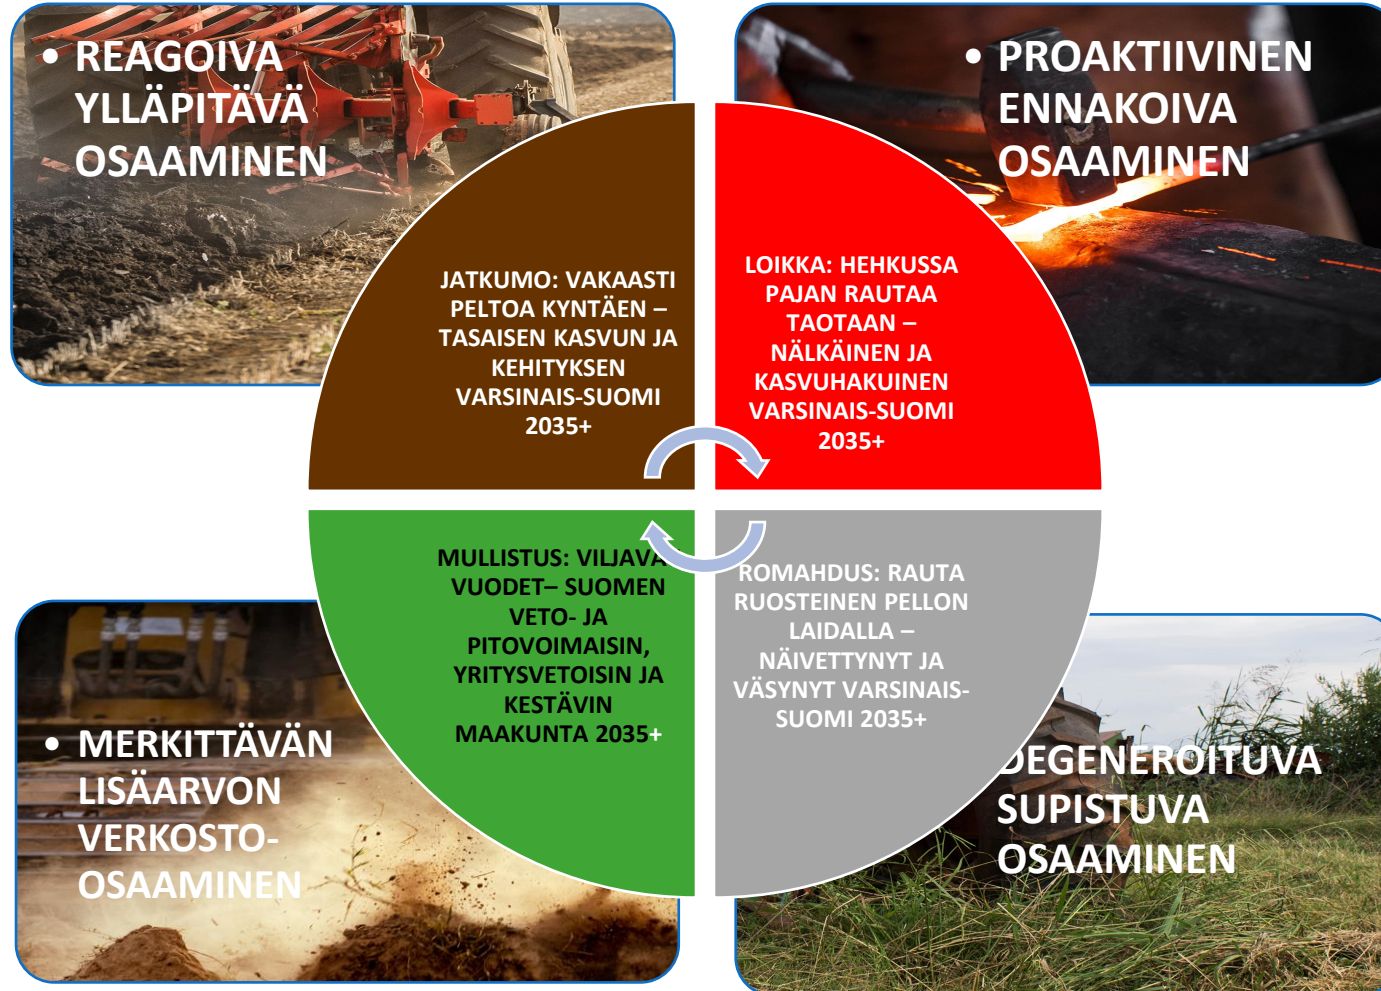 • REAGOIVA
YLLÄPITÄVÄ
OSAAMINEN
• PROAKTIIVINEN
ENNAKOIVA
OSAAMINEN
JATKUMO: VAKAASTI
PELTOA KYNTÄEN –
TASAISEN KASVUN JA
KEHITYKSEN
VARSINAIS-SUOMI
2035+
LOIKKA: HEHKUSSA
PAJAN RAUTAA
TAOTAAN –
NÄLKÄINEN JA
KASVUHAKUINEN
VARSINAIS-SUOMI
2035+
MULLISTUS:
VUODET– SUOMEN
VETO- JA
PITOVOIMAISIN,
YRITYSVETOISIN JA
KESTÄVIN
MAAKUNTA 2035+
ROMAHDUS: RAUTA
RUOSTEINEN PELLON
LAIDALLA –
NÄIVETTYNYT JA
VÄSYNYT VARSINAIS-
SUOMI 2035+
• MERKITTÄVÄN
LISÄARVON
VERKOSTO-
OSAAMINEN
DEGENEROITUVA
SUPISTUVA
OSAAMINEN